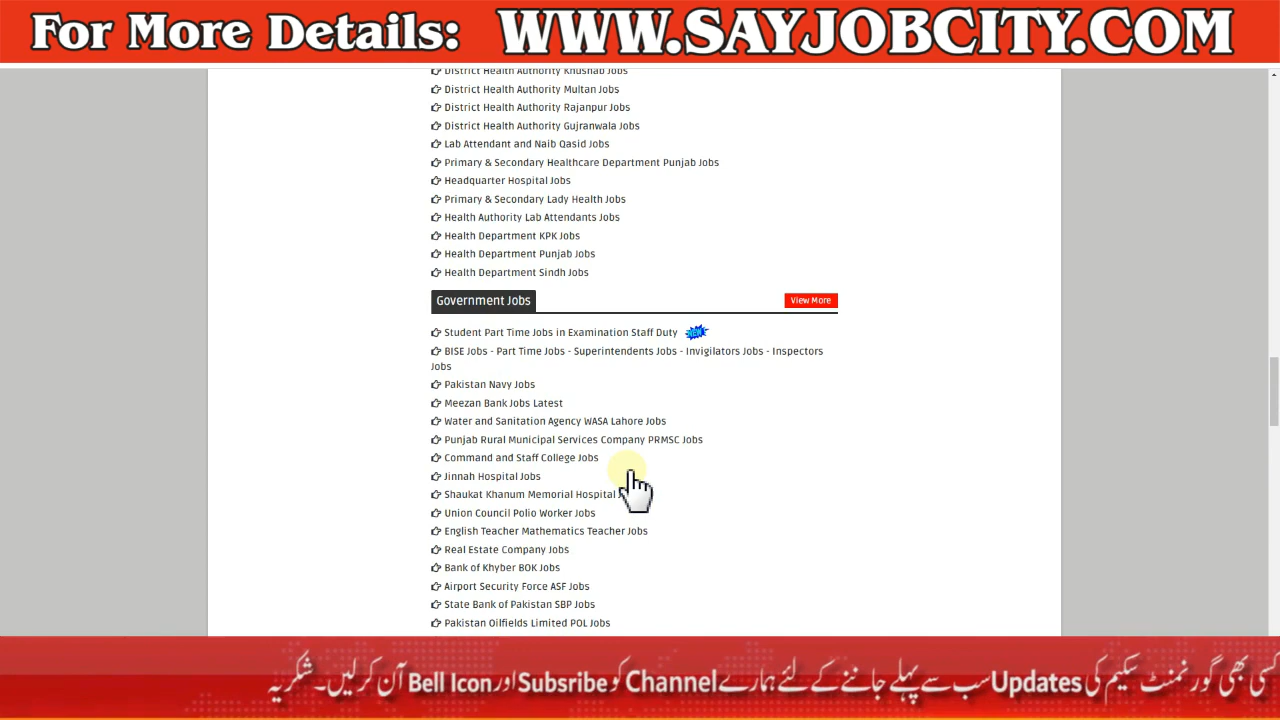 For More Details: WWW.SAYJOBCITY.COM
District Health Authority Khushab Jobs
District Health Authority Multan Jobs
District Health Authority Rajanpur Jobs
District Health Authority Gujranwala Jobs
Lab Attendant and Naib Qasid Jobs
Primary & Secondary Healthcare Department Punjab Jobs
Headquarter Hospital Jobs
Primary & Secondary Lady Health Jobs
Health Authority Lab Attendants Jobs
Health Department KPK Jobs
Health Department Punjab Jobs
Health Department Sindh Jobs
Government Jobs
View More
Student Part Time Jobs in Examination Staff Duty NEW
BISE Jobs - Part Time Jobs - Superintendents Jobs - Invigilators Jobs - Inspectors
Jobs
Pakistan Navy Jobs
Meezan Bank Jobs Latest
Water and Sanitation Agency WASA Lahore Jobs
Punjab Rural Municipal Services Company PRMSC Jobs
Command and Staff College Jobs
Jinnah Hospital Jobs
Shaukat Khanum Memorial Hospital
Union Council Polio Worker Jobs
English Teacher Mathematics Teacher Jobs
Real Estate Company Jobs
Bank of Khyber BOK Jobs
Airport Security Force ASF Jobs
State Bank of Pakistan SBP Jobs
Pakistan Oilfields Limited POL Jobs
کسی بھی گورنمنٹ سکیم کی Updates سب سے پہلے جاننے کے لئے ہمارے Channel کو Subsribe اور Bell Icon آن کر لیں۔ شکریہ